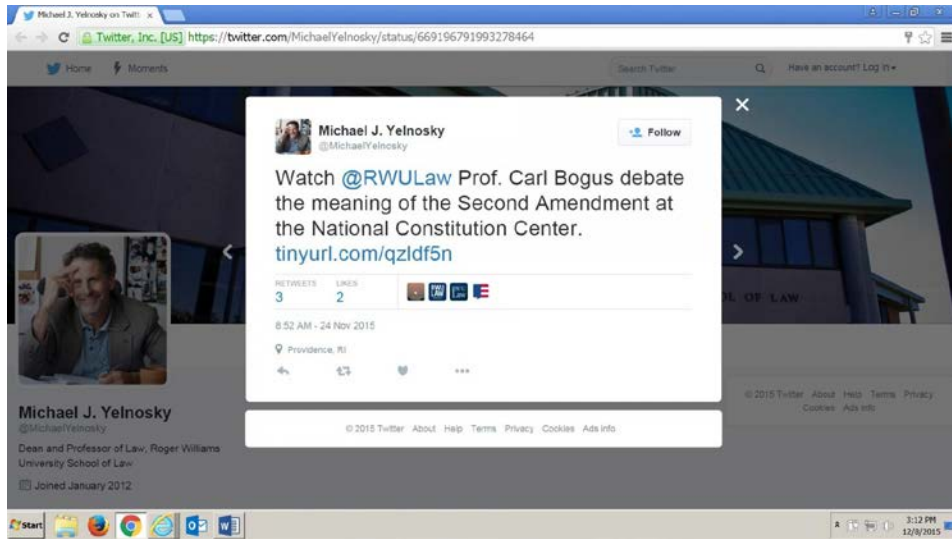 Michael J. Yelnosky on Twitt
Twitter, Inc. [US] https://twitter.com/MichaelYelnosky/status/669196791993278464
Home Moments Search Twitter Have an account? Log in
Michael J. Yelnosky
@MichaelYelnosky
Follow
Watch @RWULaw Prof. Carl Bogus debate
the meaning of the Second Amendment at
the National Constitution Center.
tinyurl.com/qzldf5n
RETWEETS LIKES
3 2
8:52 AM - 24 Nov 2015
Providence, RI
OL OF LAW
© 2015 Twitter About Help Terms Privacy
Cookies Ads info
© 2015 Twitter About Help Terms Privacy Cookies Ads info
Michael J. Yelnosky
@MichaelYelnosky
Dean and Professor of Law, Roger Williams
University School of Law
Joined January 2012
Start
3:12 PM
12/8/2015